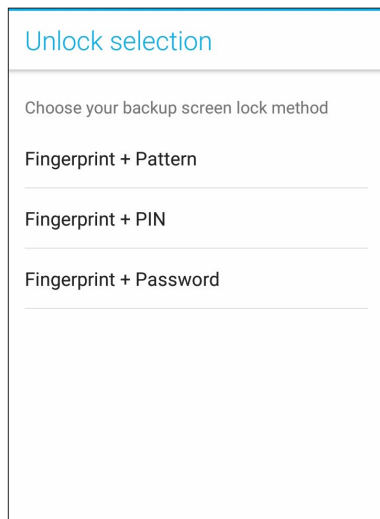 Unlock selection
Choose your backup screen lock method
Fingerprint + Pattern
Fingerprint + PIN
Fingerprint + Password